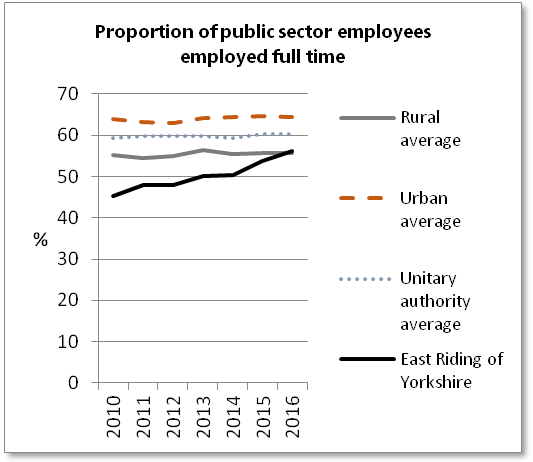 Proportion of public sector employees
employed full time
70
60
50
40
30
20
10
0
%
2010
2011
2012
2013
2014
2015
2016
Rural
average
Urban
average
Unitary
authority
average
East Riding of
Yorkshire